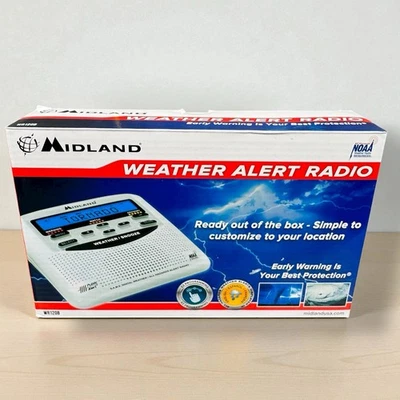 WEATHER ALERT RADIO
Early Warning Is Your Best Protection®
MIDLAND®
NOAA
WEATHER ALERT RADIO
Ready out of the box - Simple to
customize to your location
TORNADO
WEATHER/SNOOZE
Early Warning Is
Your Best Protection®
WR120B
midlandusa.com